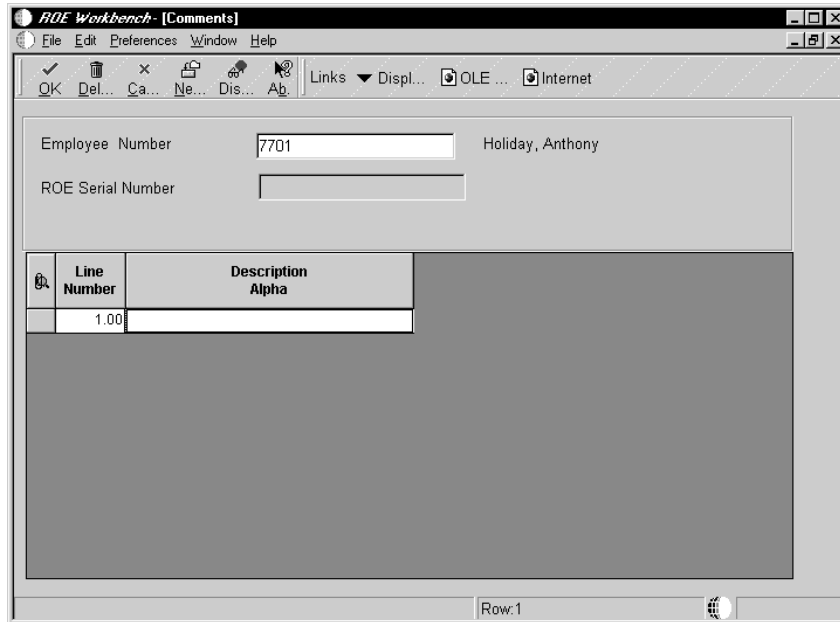 ROE Workbench - [Comments]
File Edit Preferences Window Help
OK Del... Ca... Ne... Dis... Ab. Links Displ... OLE ... Internet
Employee Number 7701 Holiday, Anthony
ROE Serial Number
Line Number Description Alpha
1.00
Row:1